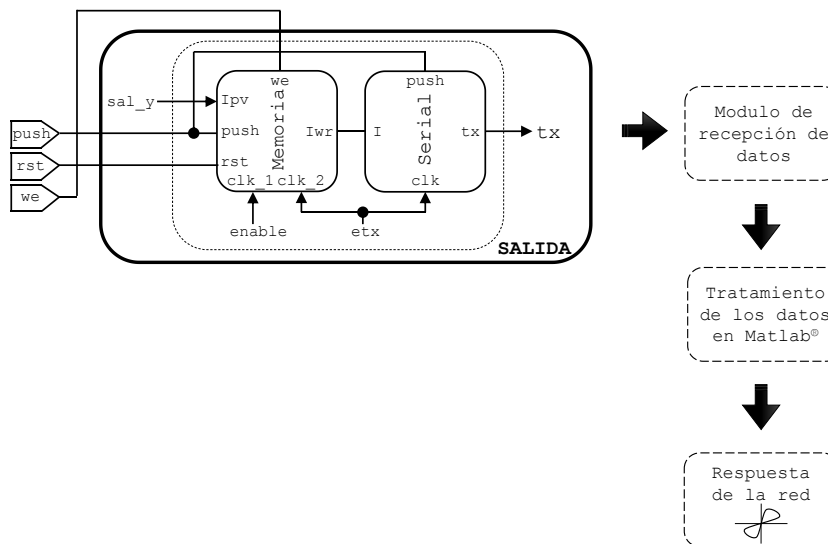 we
push
sal_y
Ipv
push
push
Iwr
I
tx
tx
rst
rst
we
Memoria
Serial
clk_1
clk_2
clk
enable
etx
SALIDA
Modulo de
recepción de
datos
Tratamiento
de los datos
en Matlab®
Respuesta
de la red